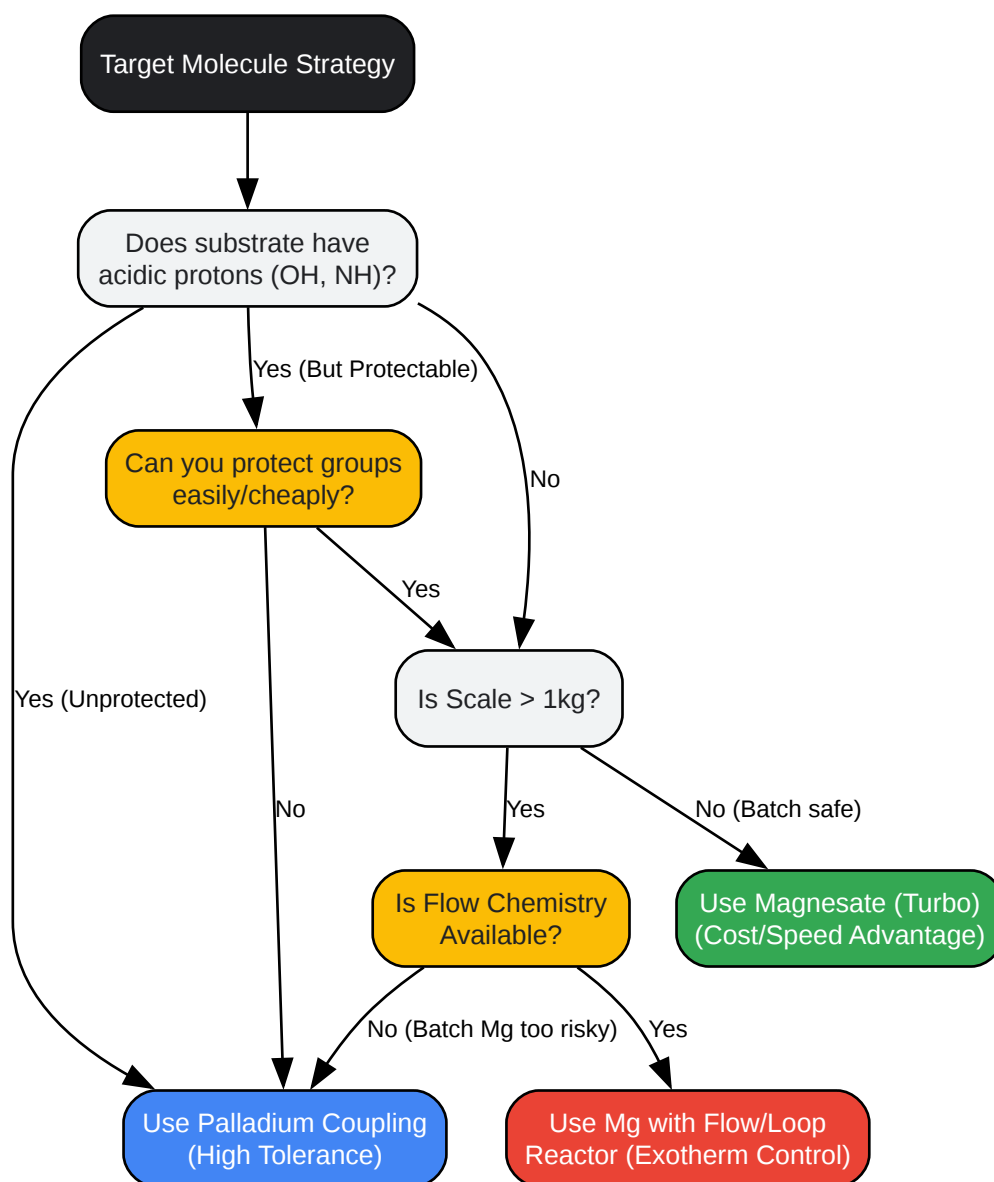 Target Molecule Strategy
Does substrate have
acidic protons (OH, NH)?
Yes (But Protectable)
Can you protect groups
easily/cheaply?
No
Yes
Yes (Unprotected)
Is Scale > 1kg?
No
Yes
No (Batch safe)
Is Flow Chemistry
Available?
Use Magnesate (Turbo)
(Cost/Speed Advantage)
No (Batch Mg too risky)
Yes
Use Palladium Coupling
(High Tolerance)
Use Mg with Flow/Loop
Reactor (Exotherm Control)